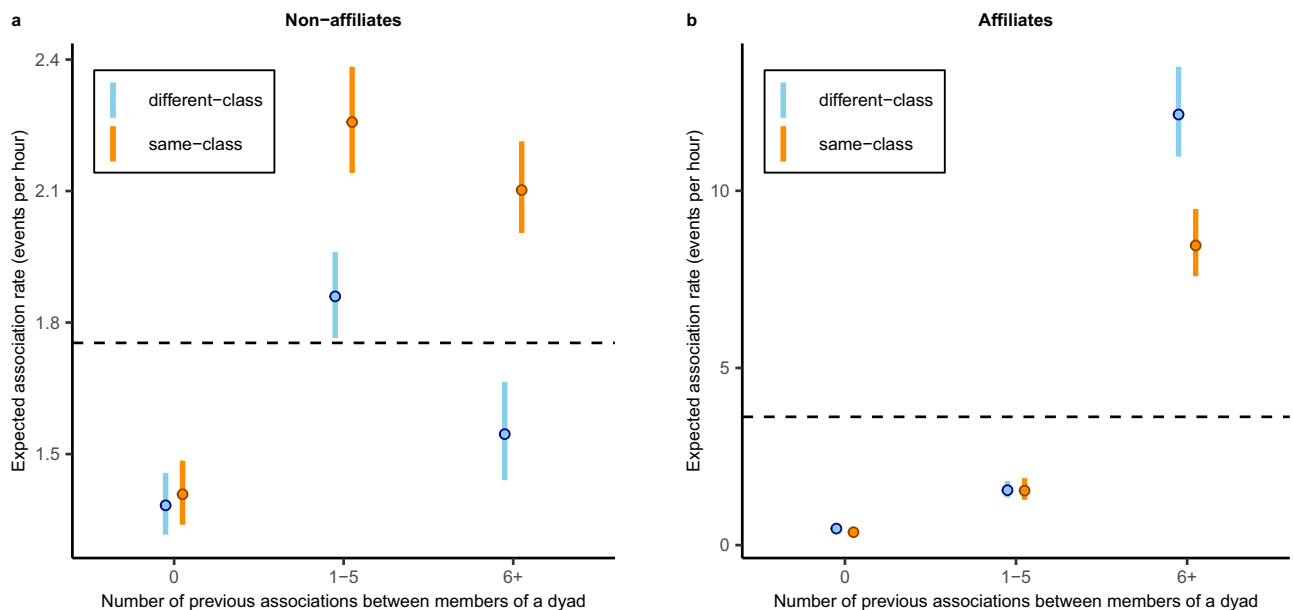 a
Non−affiliates
2.4
2.1
1.8
1.5
Expected association rate (events per hour)
different−class
same−class
0
1−5
6+
Number of previous associations between members of a dyad
b
Affiliates
10
5
0
Expected association rate (events per hour)
different−class
same−class
0
1−5
6+
Number of previous associations between members of a dyad